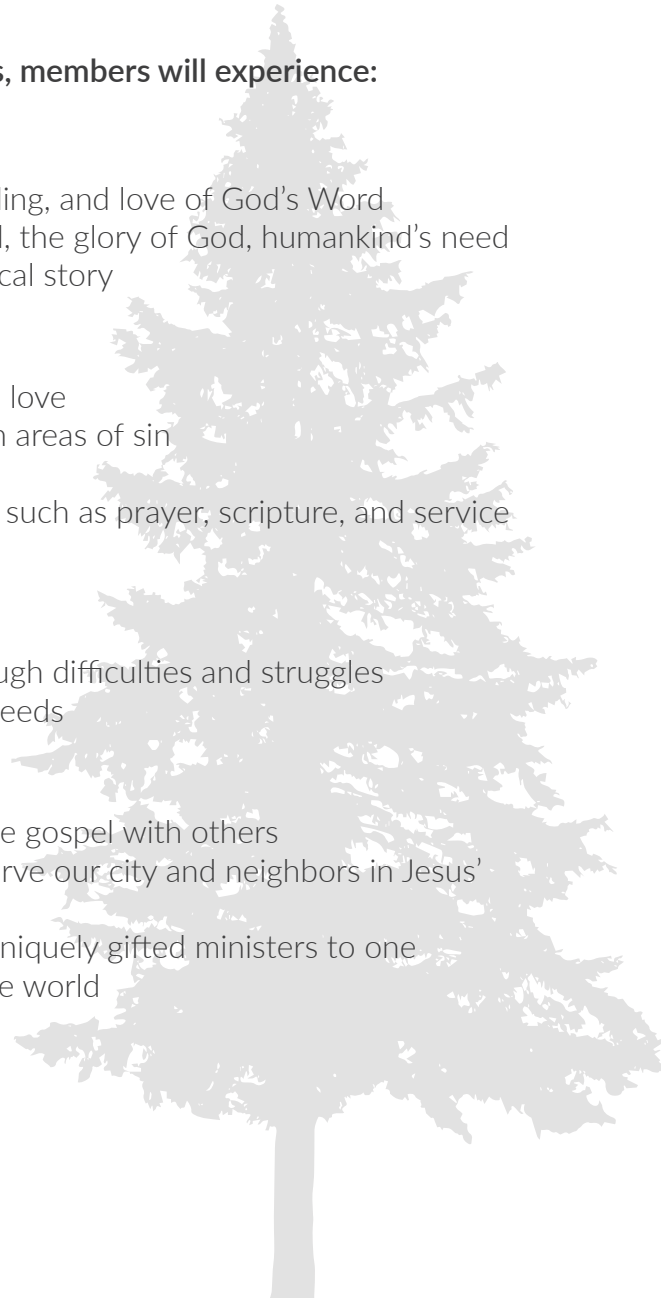 s, members will experience:
ling, and love of God’s Word
l, the glory of God, humankind’s need
cal story
love
n areas of sin
such as prayer, scripture, and service
ugh difficulties and struggles
eeds
e gospel with others
rve our city and neighbors in Jesus’
niquely gifted ministers to one
e world